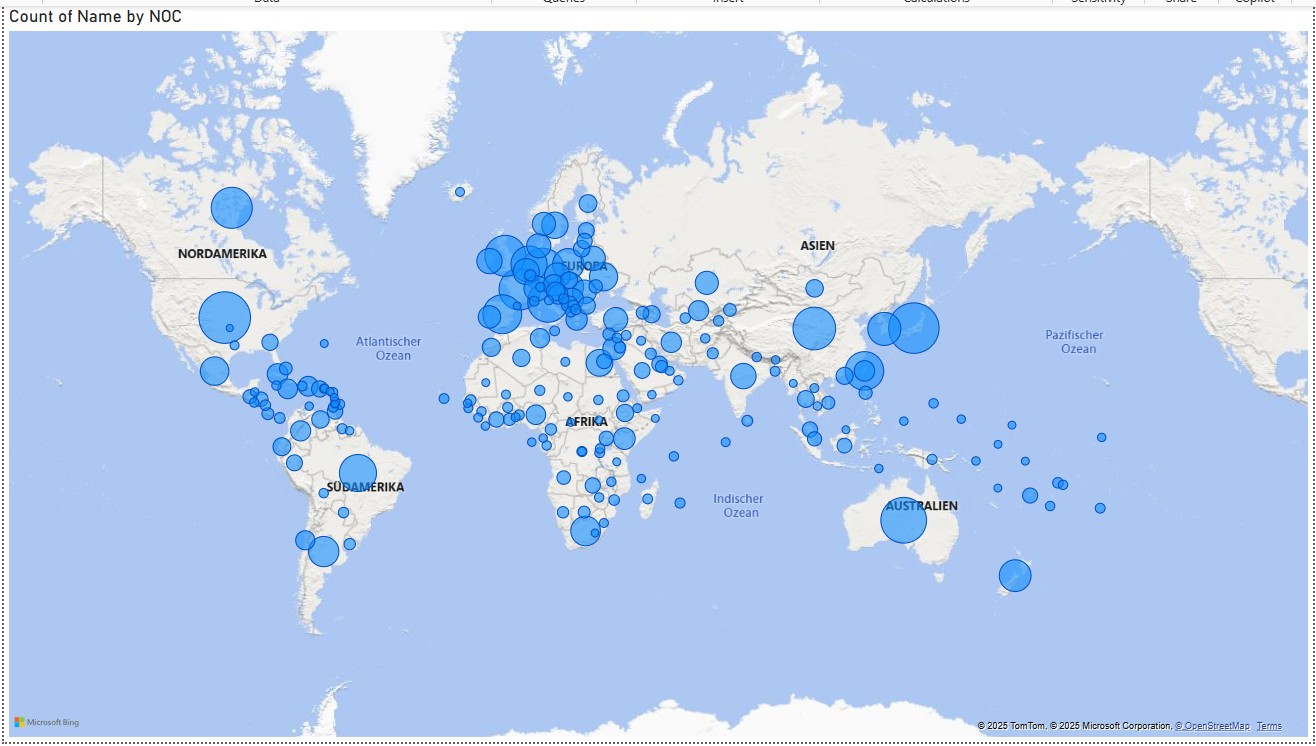 Data Queries Insert Calculations Sensitivity Share Copilot
Count of Name by NOC
NORDAMERIKA
ASIEN
EUROPA
Atlantischer
Ozean
Pazifischer
Ozean
AFRIKA
SÜDAMERIKA
Indischer
Ozean
AUSTRALIEN
Microsoft Bing
© 2025 TomTom, © 2025 Microsoft Corporation, © OpenStreetMap Terms